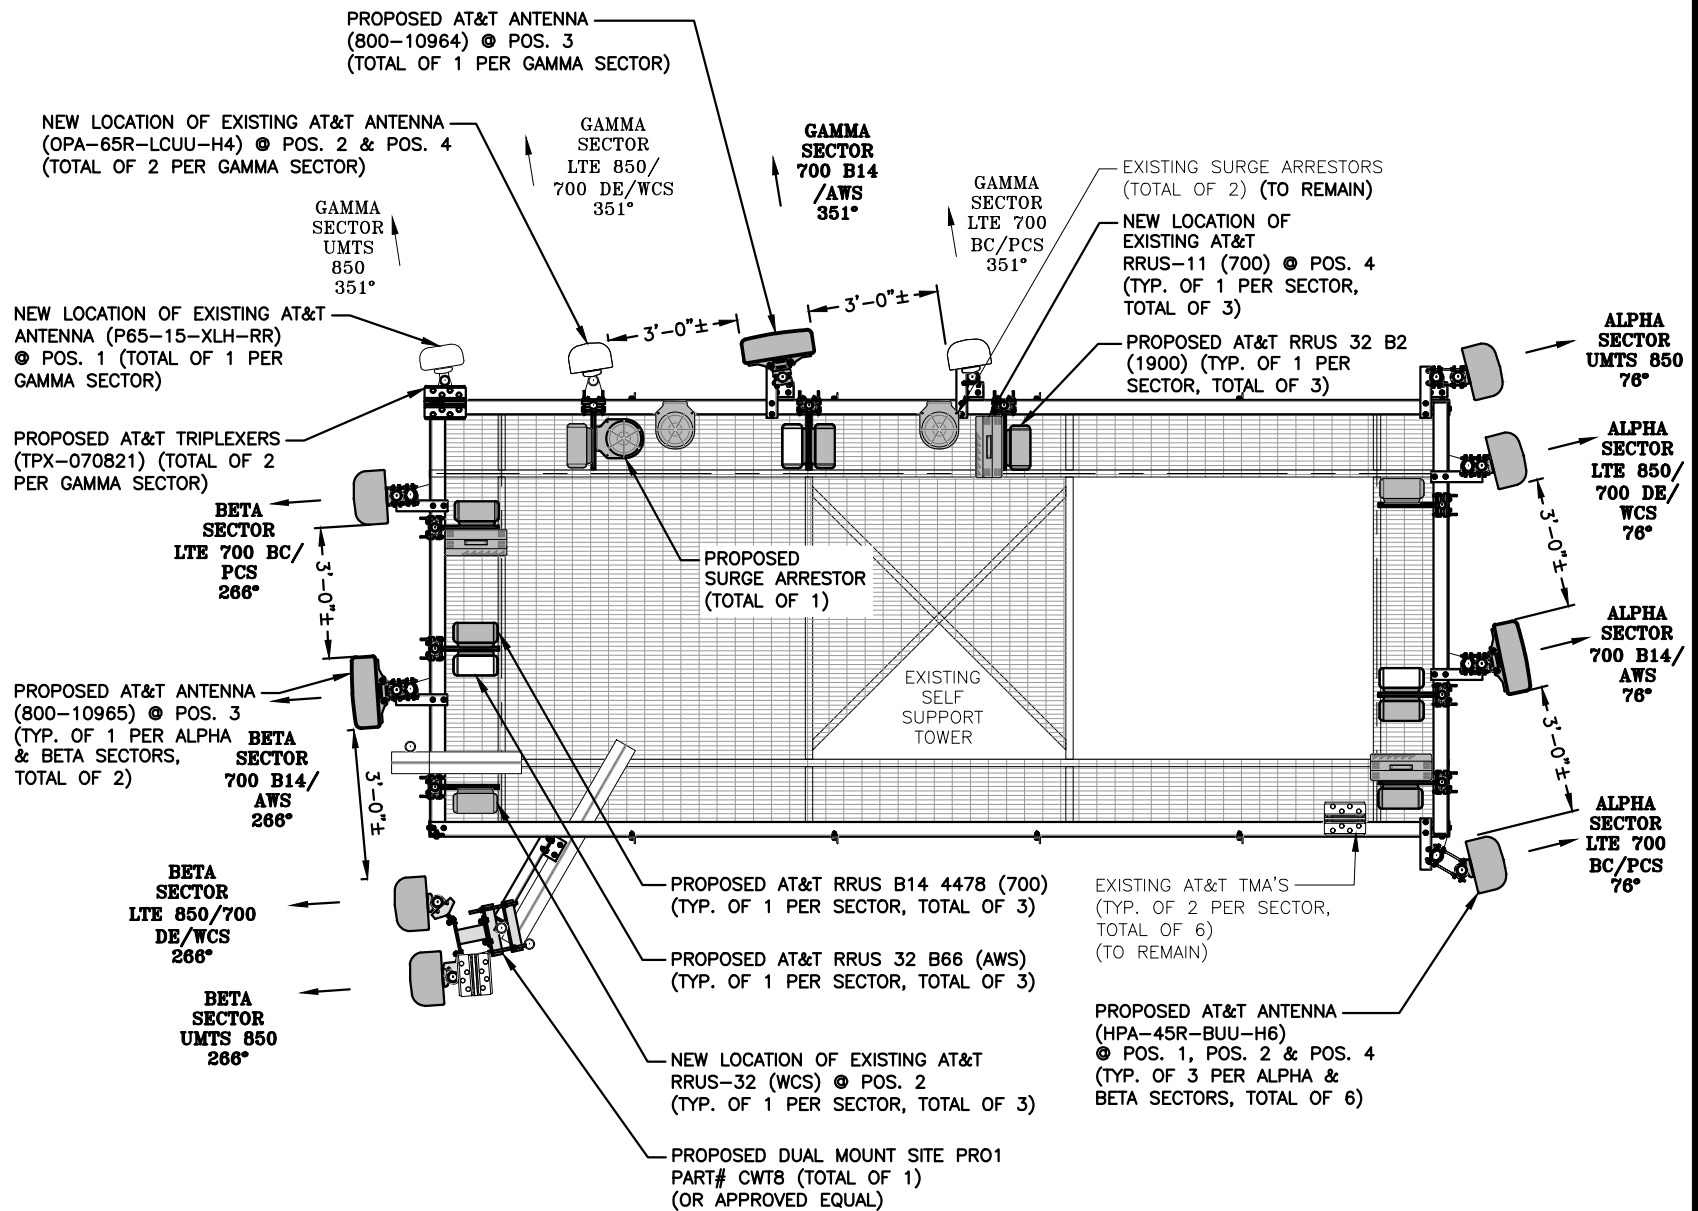 PROPOSED AT&T ANTENNA
(800-10964) @ POS. 3
(TOTAL OF 1 PER GAMMA SECTOR)
NEW LOCATION OF EXISTING AT&T ANTENNA
(OPA-65R-LCUU-H4) @ POS. 2 & POS. 4
(TOTAL OF 2 PER GAMMA SECTOR)
GAMMA
SECTOR
LTE 850/
700 DE/WCS
351°
GAMMA
SECTOR
700 B14
/AWS
351°
GAMMA
SECTOR
UMTS
850
351°
GAMMA
SECTOR
LTE 700
BC/PCS
351°
EXISTING SURGE ARRESTORS
(TOTAL OF 2) (TO REMAIN)
NEW LOCATION OF
EXISTING AT&T
RRUS-11 (700) @ POS. 4
(TYP. OF 1 PER SECTOR,
TOTAL OF 3)
PROPOSED AT&T RRUS 32 B2
(1900) (TYP. OF 1 PER
SECTOR, TOTAL OF 3)
NEW LOCATION OF EXISTING AT&T
ANTENNA (P65-15-XLH-RR)
@ POS. 1 (TOTAL OF 1 PER
GAMMA SECTOR)
3'-0"±
3'-0"±
ALPHA
SECTOR
UMTS 850
76°
PROPOSED AT&T TRIPLEXERS
(TPX-070821) (TOTAL OF 2
PER GAMMA SECTOR)
ALPHA
SECTOR
LTE 850/
700 DE/
WCS
76°
BETA
SECTOR
LTE 700 BC/
PCS
266°
3'-0"±
3'-0"±
PROPOSED
SURGE ARRESTOR
(TOTAL OF 1)
ALPHA
SECTOR
700 B14/
AWS
76°
EXISTING
SELF
SUPPORT
TOWER
PROPOSED AT&T ANTENNA
(800-10965) @ POS. 3
(TYP. OF 1 PER ALPHA
& BETA SECTORS,
TOTAL OF 2)
BETA
SECTOR
700 B14/
AWS
266°
3'-0"±
3'-0"±
ALPHA
SECTOR
LTE 700
BC/PCS
76°
BETA
SECTOR
LTE 850/700
DE/WCS
266°
PROPOSED AT&T RRUS B14 4478 (700)
(TYP. OF 1 PER SECTOR, TOTAL OF 3)
EXISTING AT&T TMA'S
(TYP. OF 2 PER SECTOR,
TOTAL OF 6)
(TO REMAIN)
PROPOSED AT&T RRUS 32 B66 (AWS)
(TYP. OF 1 PER SECTOR, TOTAL OF 3)
BETA
SECTOR
UMTS 850
266°
PROPOSED AT&T ANTENNA
(HPA-45R-BUU-H6)
@ POS. 1, POS. 2 & POS. 4
(TYP. OF 3 PER ALPHA &
BETA SECTORS, TOTAL OF 6)
NEW LOCATION OF EXISTING AT&T
RRUS-32 (WCS) @ POS. 2
(TYP. OF 1 PER SECTOR, TOTAL OF 3)
PROPOSED DUAL MOUNT SITE PRO1
PART# CWT8 (TOTAL OF 1)
(OR APPROVED EQUAL)